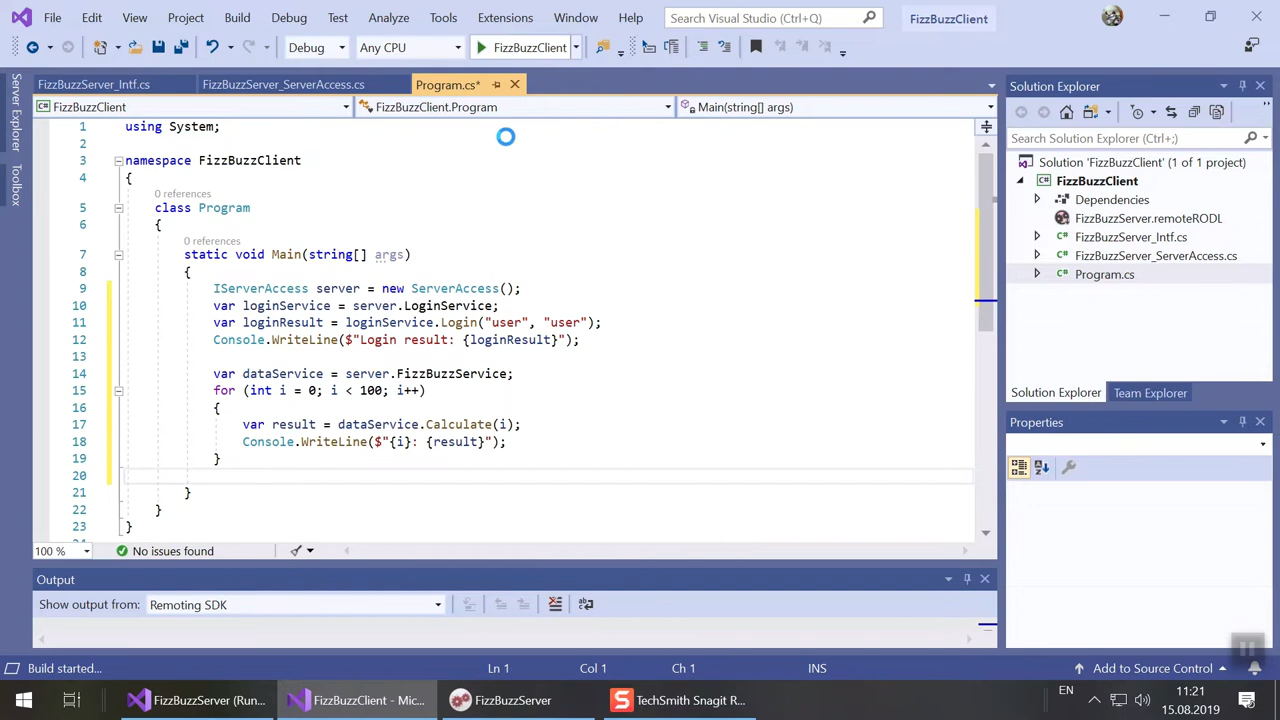 File Edit View Project Build Debug Test Analyze Tools Extensions Window Help Search Visual Studio (Ctrl+Q) FizzBuzzClient
Debug Any CPU FizzBuzzClient
FizzBuzzServer_Intf.cs FizzBuzzServer_ServerAccess.cs Program.cs*
FizzBuzzClient FizzBuzzClient.Program Main(string[] args)
Server Explorer
Toolbox
1 using System;
2
3 namespace FizzBuzzClient
4 {
0 references
5 class Program
6 {
0 references
7 static void Main(string[] args)
8 {
9 IServerAccess server = new ServerAccess();
10 var loginService = server.LoginService;
11 var loginResult = loginService.Login("user", "user");
12 Console.WriteLine($"Login result: {loginResult}");
13
14 var dataService = server.FizzBuzzService;
15 for (int i = 0; i < 100; i++)
16 {
17 var result = dataService.Calculate(i);
18 Console.WriteLine($"{i}: {result}");
19 }
20
21 }
22 }
23 }
100 % No issues found
Output
Show output from: Remoting SDK
Solution Explorer
Search Solution Explorer (Ctrl+;)
Solution 'FizzBuzzClient' (1 of 1 project)
FizzBuzzClient
Dependencies
FizzBuzzServer.remoteRODL
FizzBuzzServer_Intf.cs
FizzBuzzServer_ServerAccess.cs
Program.cs
Solution Explorer Team Explorer
Properties
Build started... Ln 1 Col 1 Ch 1 INS Add to Source Control
FizzBuzzServer (Run... FizzBuzzClient - Mic... FizzBuzzServer TechSmith Snagit R... EN 11:21
15.08.2019